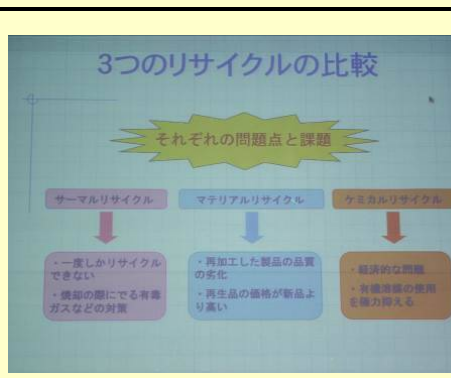 3つのリサイクルの比較
それぞれの問題点と課題
サーマルリサイクル
マテリアルリサイクル
ケミカルリサイクル
・一度しかリサイクル
できない
・焼却の際にでる有毒
ガスなどの対策
・再加工した製品の品質
の劣化
・再生品の価格が新品よ
り高い
・経済的な問題
・有機溶媒の使用
を極力抑える